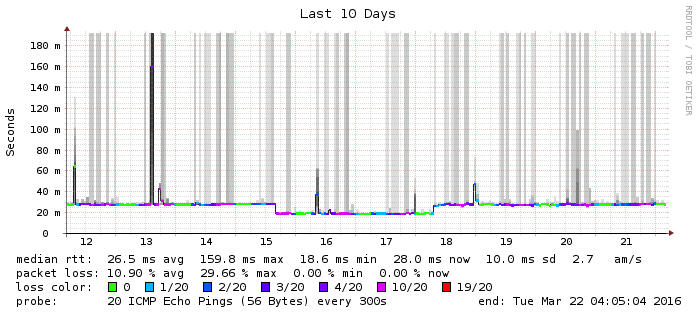 Last 10 Days
RRDTOOL / TOBI OETIKER
Seconds
180 m
160 m
140 m
120 m
100 m
80 m
60 m
40 m
20 m
0
12 13 14 15 16 17 18 19 20 21
median rtt: 26.5 ms avg 159.8 ms max 18.6 ms min 28.0 ms now 10.0 ms sd 2.7 am/s
packet loss: 10.90 % avg 29.66 % max 0.00 % min 0.00 % now
loss color: 0 1/20 2/20 3/20 4/20 10/20 19/20
probe: 20 ICMP Echo Pings (56 Bytes) every 300s end: Tue Mar 22 04:05:04 2016